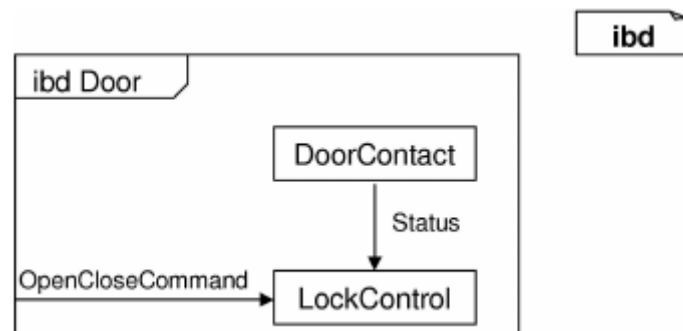 ibd
ibd Door
DoorContact
Status
OpenCloseCommand
LockControl